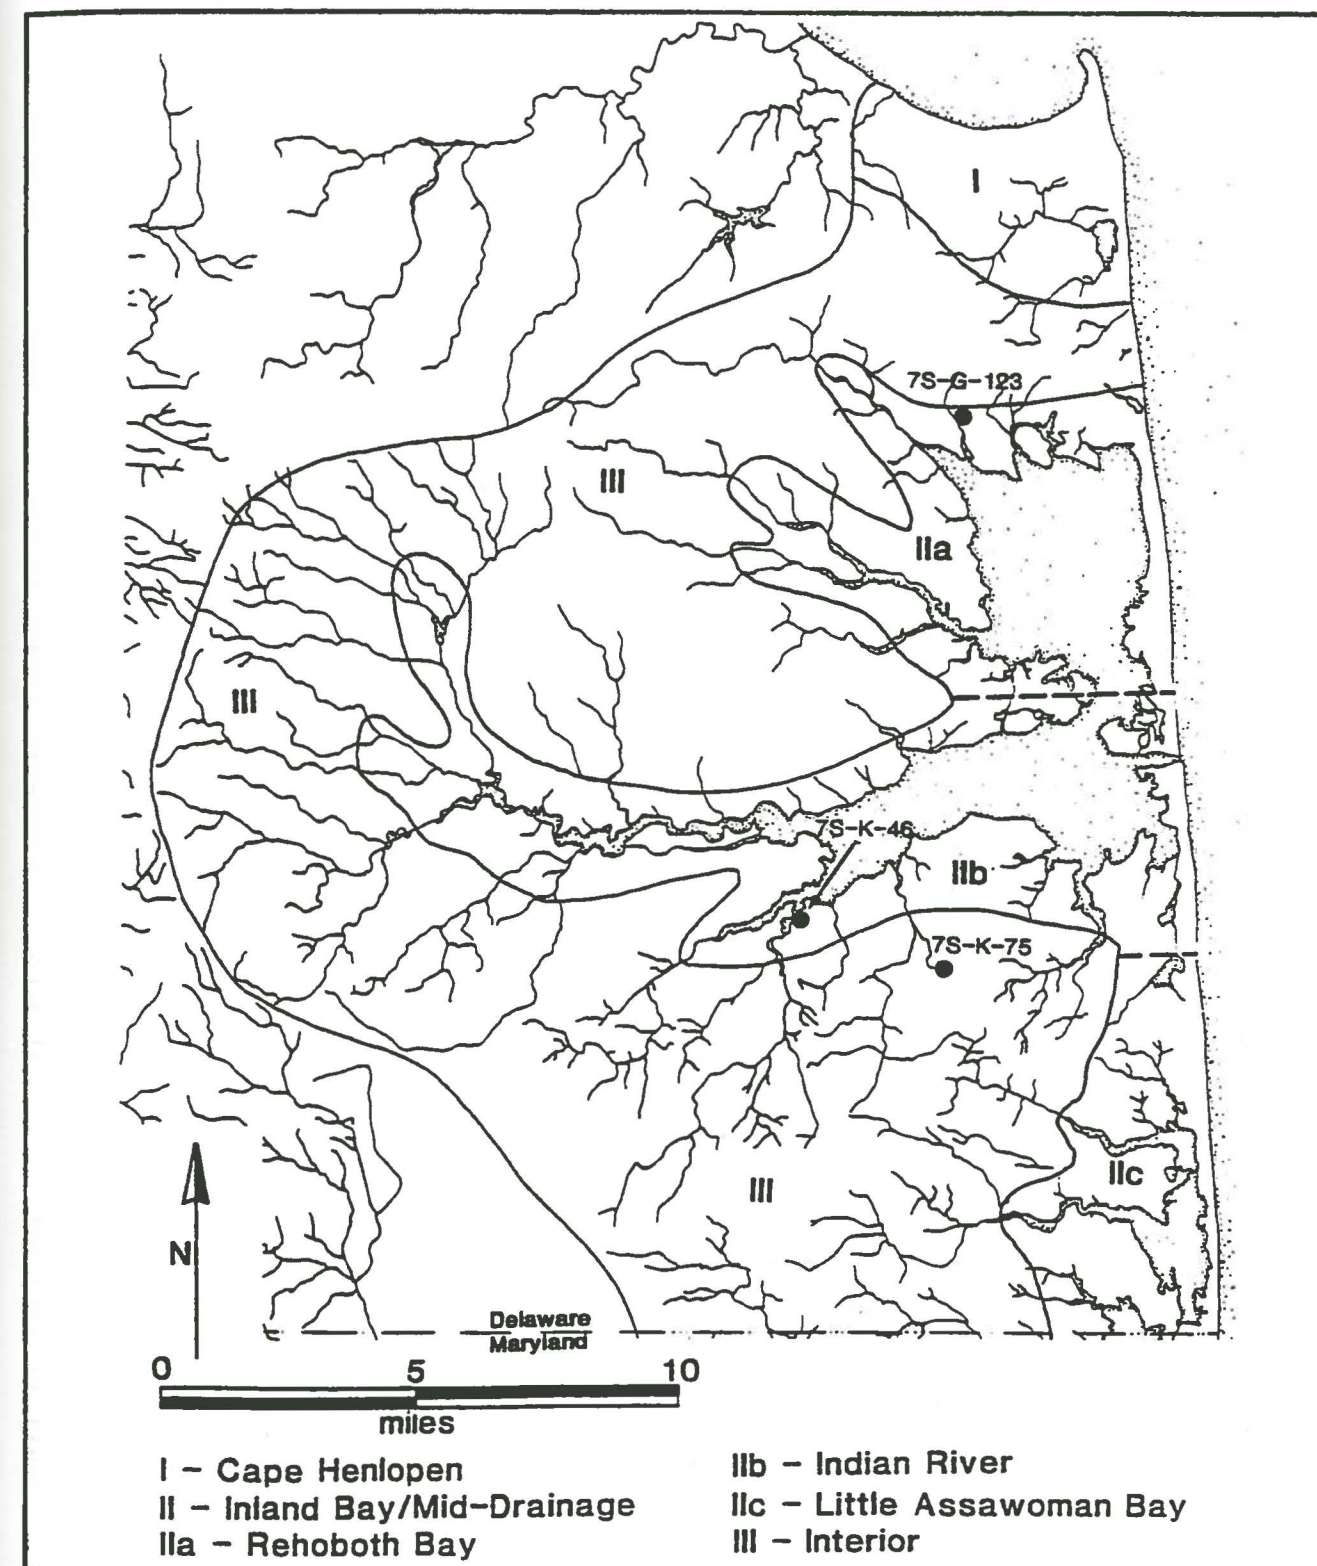 I
7S-G-123
III
IIa
III
7S-K-46
IIb
7S-K-75
IIc
III
N
Delaware
Maryland
0 5 10
miles
I - Cape Henlopen
II - Inland Bay/Mid-Drainage
IIa - Rehoboth Bay
IIb - Indian River
IIc - Little Assawoman Bay
III - Interior